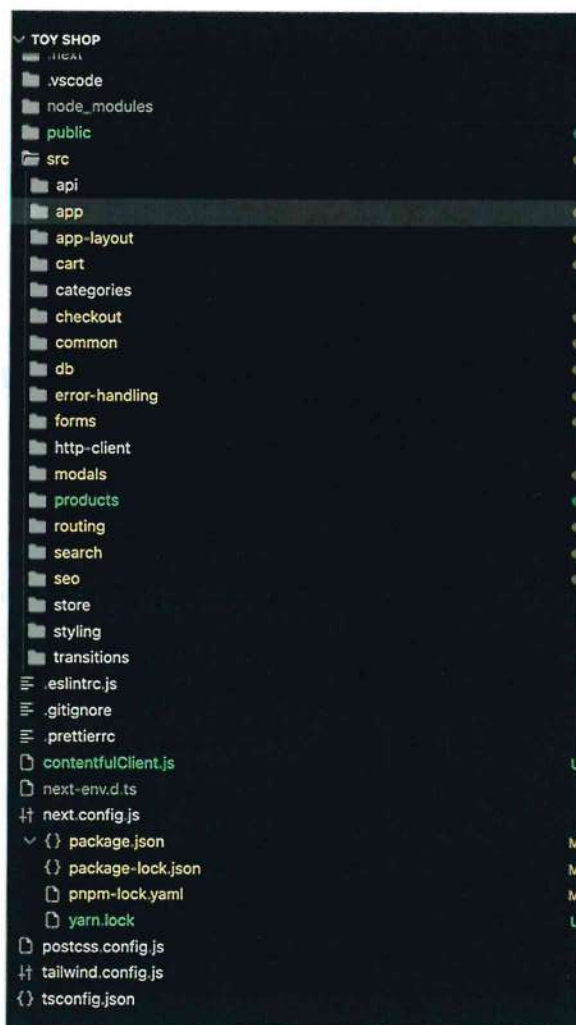 TOY SHOP
.next
.vscode
node_modules
public
src
api
app
app-layout
cart
categories
checkout
common
db
error-handling
forms
http-client
modals
products
routing
search
seo
store
styling
transitions
.eslintrc.js
.gitignore
.prettierrc
contentfulClient.js U
next-env.d.ts
next.config.js
{} package.json M
{} package-lock.json M
pnpm-lock.yaml M
yarn.lock U
postcss.config.js
tailwind.config.js
{} tsconfig.json